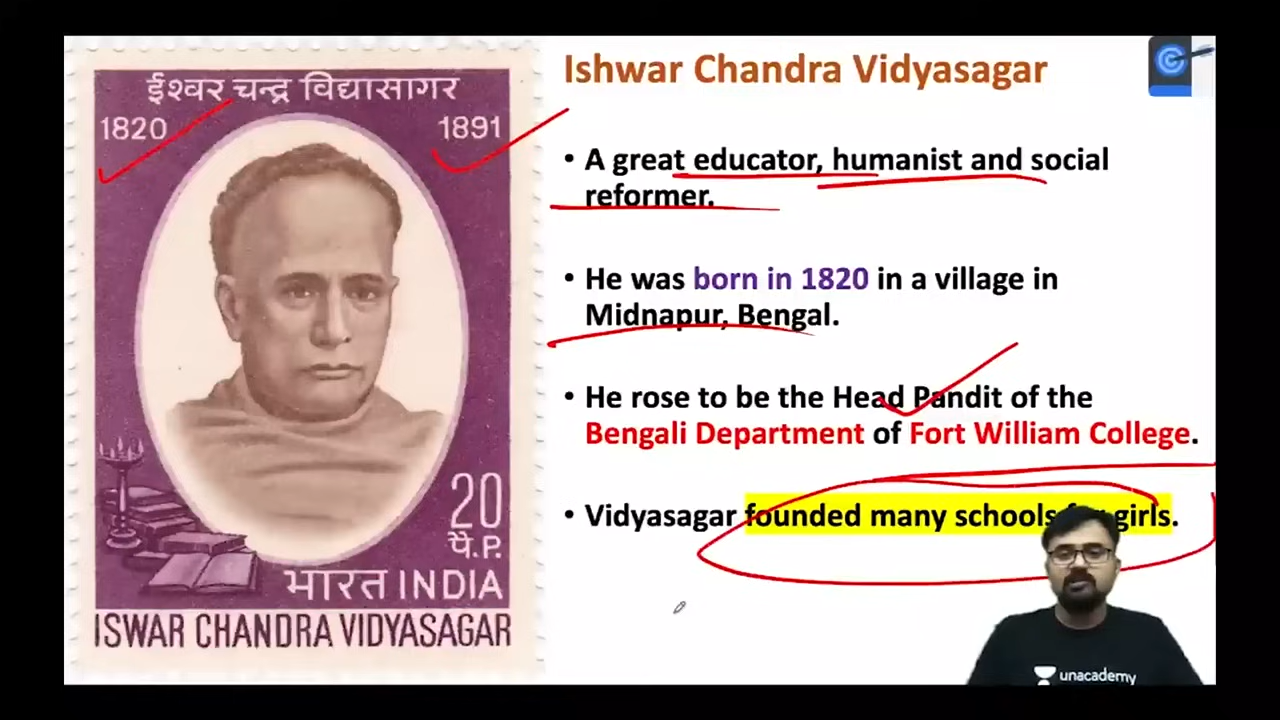 ईश्वर चन्द्र विद्यासागर
1820
1891
20
पै.P.
भारत INDIA
ISWAR CHANDRA VIDYASAGAR
Ishwar Chandra Vidyasagar
• A great educator, humanist and social
reformer.
• He was born in 1820 in a village in
Midnapur, Bengal.
• He rose to be the Head Pandit of the
Bengali Department of Fort William College.
• Vidyasagar founded many schools for girls.
unacademy